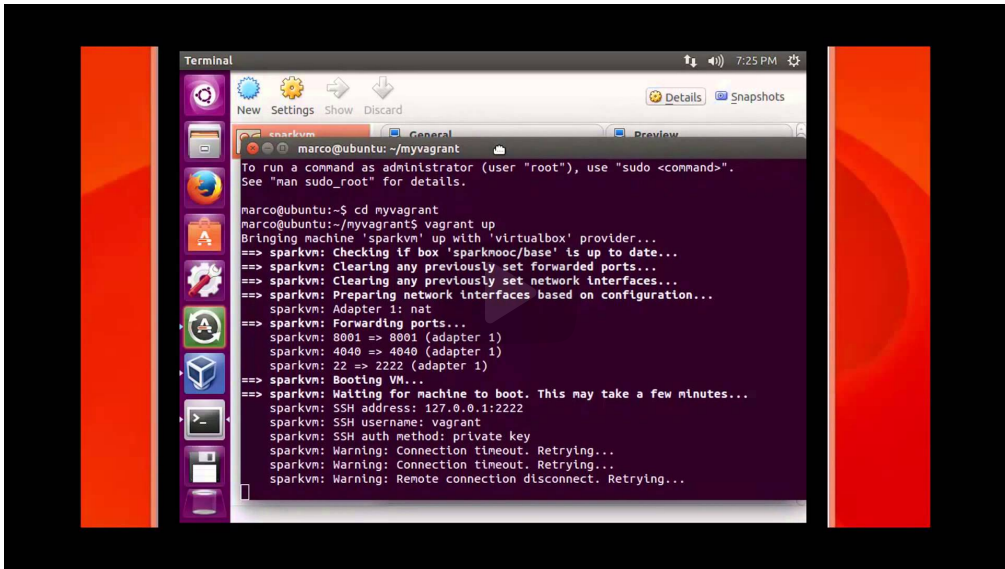 Terminal
7:25 PM
New Settings Show Discard
Details Snapshots
sparkvm General Preview
marco@ubuntu: ~/myvagrant
To run a command as administrator (user "root"), use "sudo <command>".
See "man sudo_root" for details.
marco@ubuntu:~$ cd myvagrant
marco@ubuntu:~/myvagrant$ vagrant up
Bringing machine 'sparkvm' up with 'virtualbox' provider...
==> sparkvm: Checking if box 'sparkmooc/base' is up to date...
==> sparkvm: Clearing any previously set forwarded ports...
==> sparkvm: Clearing any previously set network interfaces...
==> sparkvm: Preparing network interfaces based on configuration...
sparkvm: Adapter 1: nat
==> sparkvm: Forwarding ports...
sparkvm: 8001 => 8001 (adapter 1)
sparkvm: 4040 => 4040 (adapter 1)
sparkvm: 22 => 2222 (adapter 1)
==> sparkvm: Booting VM...
==> sparkvm: Waiting for machine to boot. This may take a few minutes...
sparkvm: SSH address: 127.0.0.1:2222
sparkvm: SSH username: vagrant
sparkvm: SSH auth method: private key
sparkvm: Warning: Connection timeout. Retrying...
sparkvm: Warning: Connection timeout. Retrying...
sparkvm: Warning: Remote connection disconnect. Retrying...